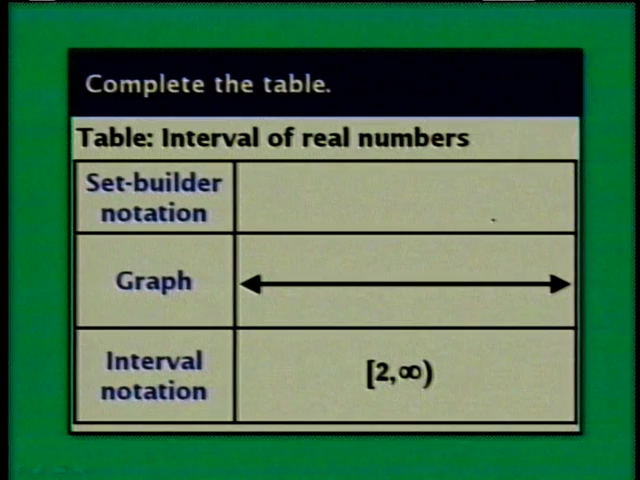 Complete the table.
Table: Interval of real numbers
Set-builder
notation
Graph
Interval
notation
[2,∞)